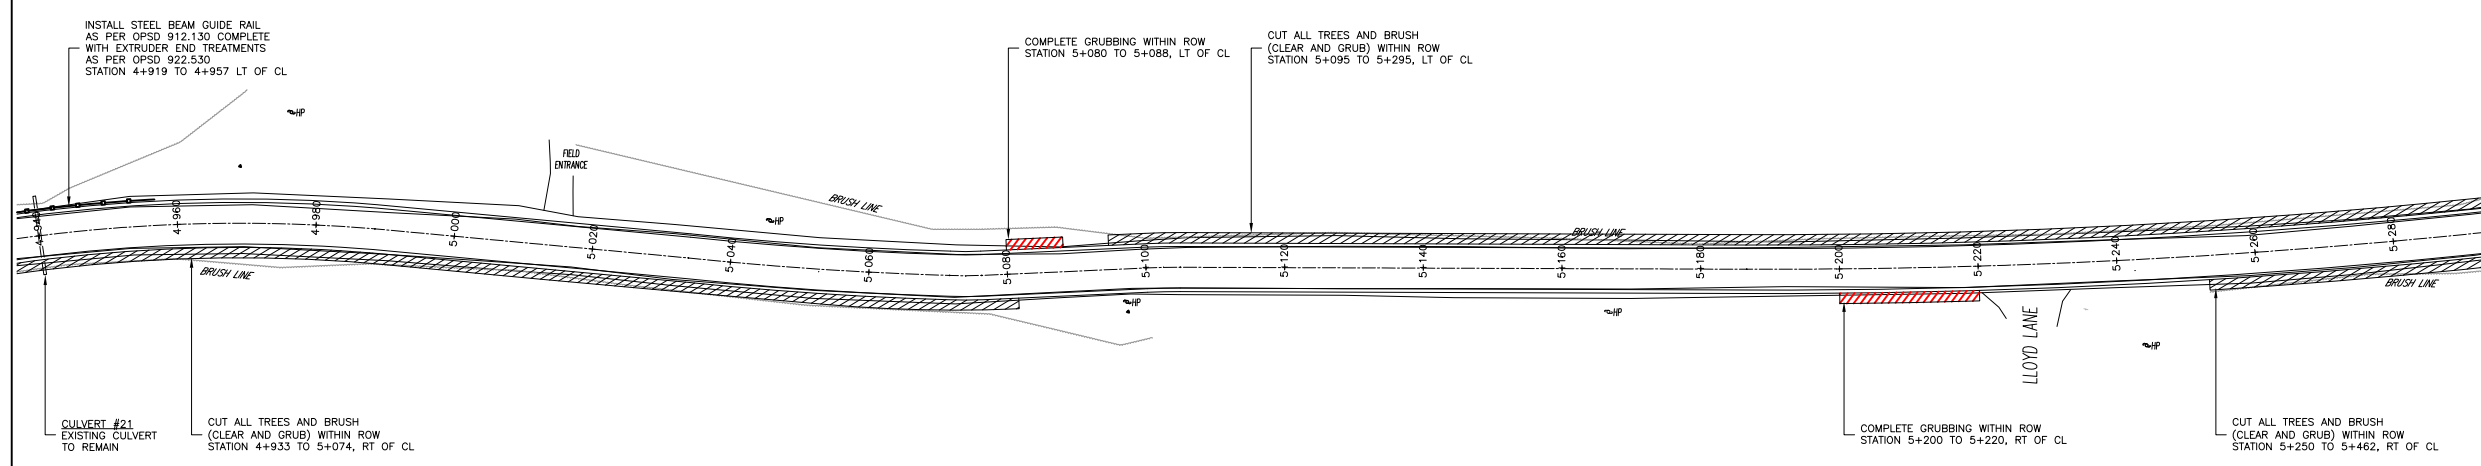 INSTALL STEEL BEAM GUIDE RAIL
AS PER OPSD 912.130 COMPLETE
WITH EXTRUDER END TREATMENTS
AS PER OPSD 922.530
STATION 4+919 TO 4+957 LT OF CL
COMPLETE GRUBBING WITHIN ROW
STATION 5+080 TO 5+088, LT OF CL
CUT ALL TREES AND BRUSH
(CLEAR AND GRUB) WITHIN ROW
STATION 5+095 TO 5+295, LT OF CL
HP
FIELD
ENTRANCE
BRUSH LINE
HP
BRUSH LINE
4+940
4+960
4+980
5+000
5+020
5+040
5+060
5+080
5+100
5+120
5+140
5+160
5+180
5+200
5+220
5+240
5+260
5+280
BRUSH LINE
BRUSH LINE
HP
HP
HP
LLOYD LANE
CULVERT #21
EXISTING CULVERT
TO REMAIN
CUT ALL TREES AND BRUSH
(CLEAR AND GRUB) WITHIN ROW
STATION 4+933 TO 5+074, RT OF CL
COMPLETE GRUBBING WITHIN ROW
STATION 5+200 TO 5+220, RT OF CL
CUT ALL TREES AND BRUSH
(CLEAR AND GRUB) WITHIN ROW
STATION 5+250 TO 5+462, RT OF CL